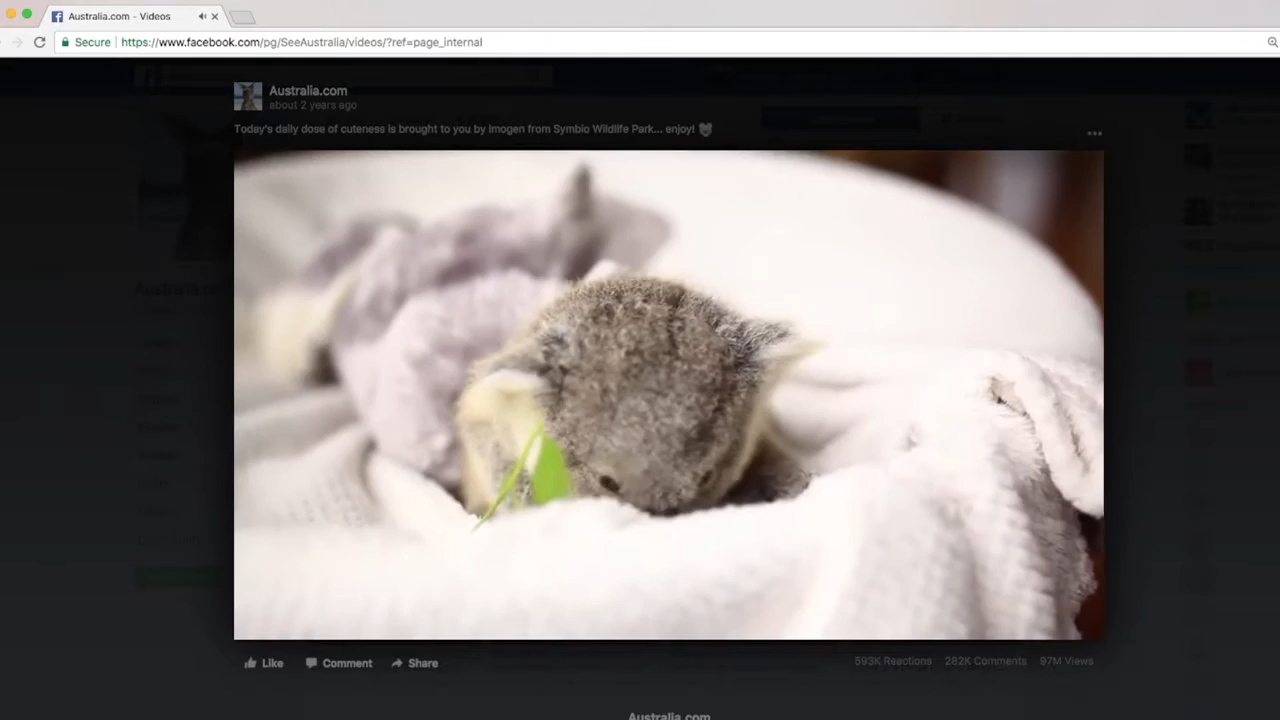 Australia.com - Videos
Secure https://www.facebook.com/pg/SeeAustralia/videos/?ref=page_internal
Australia.com
about 2 years ago
Today's daily dose of cuteness is brought to you by Imogen from Symbio Wildlife Park... enjoy! 🐨
Like Comment Share 593K Reactions 282K Comments 97M Views
Australia.com